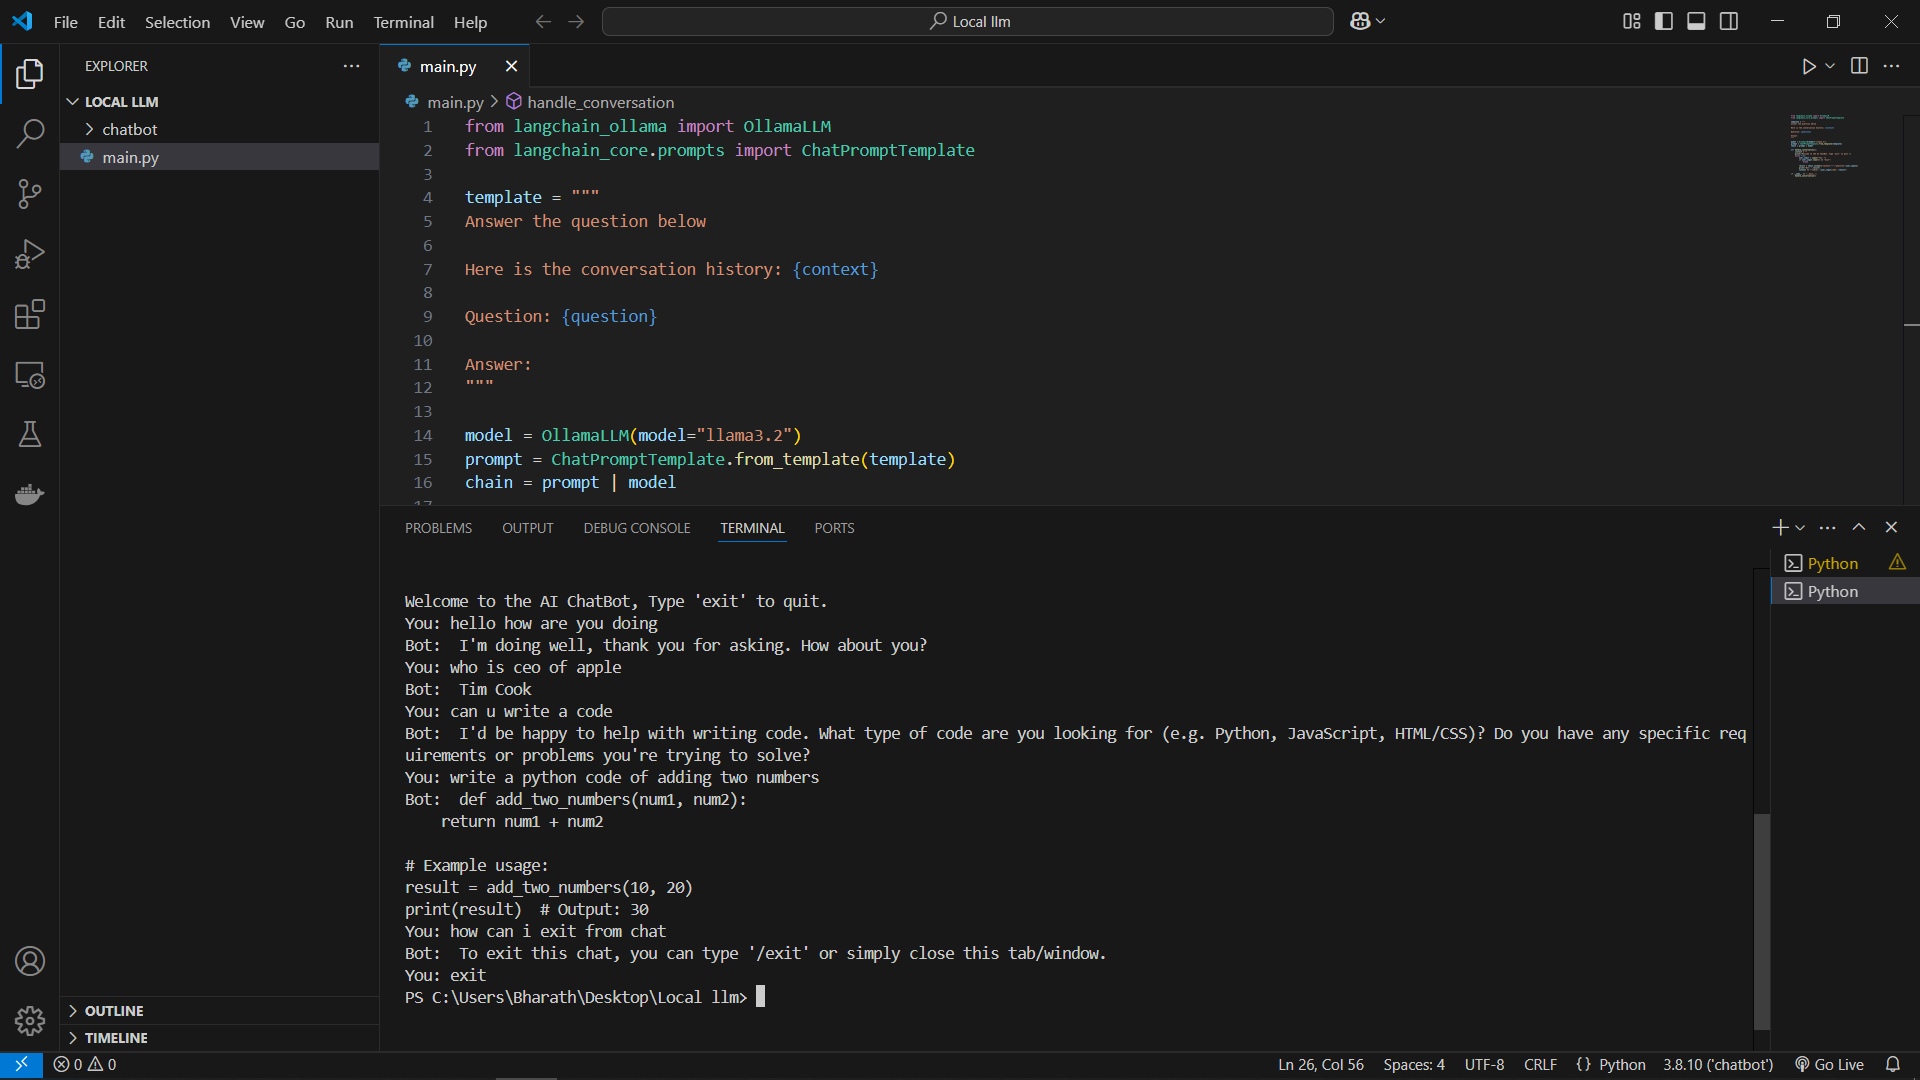 File Edit Selection View Go Run Terminal Help
Local llm
EXPLORER
LOCAL LLM
chatbot
main.py
OUTLINE
TIMELINE
main.py
main.py > handle_conversation
1 from langchain_ollama import OllamaLLM
2 from langchain_core.prompts import ChatPromptTemplate
3
4 template = """
5 Answer the question below
6
7 Here is the conversation history: {context}
8
9 Question: {question}
10
11 Answer:
12 """
13
14 model = OllamaLLM(model="llama3.2")
15 prompt = ChatPromptTemplate.from_template(template)
16 chain = prompt | model
17
PROBLEMS OUTPUT DEBUG CONSOLE TERMINAL PORTS
Python
Python
Welcome to the AI ChatBot, Type 'exit' to quit.
You: hello how are you doing
Bot:  I'm doing well, thank you for asking. How about you?
You: who is ceo of apple
Bot:  Tim Cook
You: can u write a code
Bot:  I'd be happy to help with writing code. What type of code are you looking for (e.g. Python, JavaScript, HTML/CSS)? Do you have any specific req
uirements or problems you're trying to solve?
You: write a python code of adding two numbers
Bot:  def add_two_numbers(num1, num2):
    return num1 + num2

# Example usage:
result = add_two_numbers(10, 20)
print(result)  # Output: 30
You: how can i exit from chat
Bot:  To exit this chat, you can type '/exit' or simply close this tab/window.
You: exit
PS C:\Users\Bharath\Desktop\Local llm>
0 0 Ln 26, Col 56 Spaces: 4 UTF-8 CRLF {} Python 3.8.10 ('chatbot') Go Live